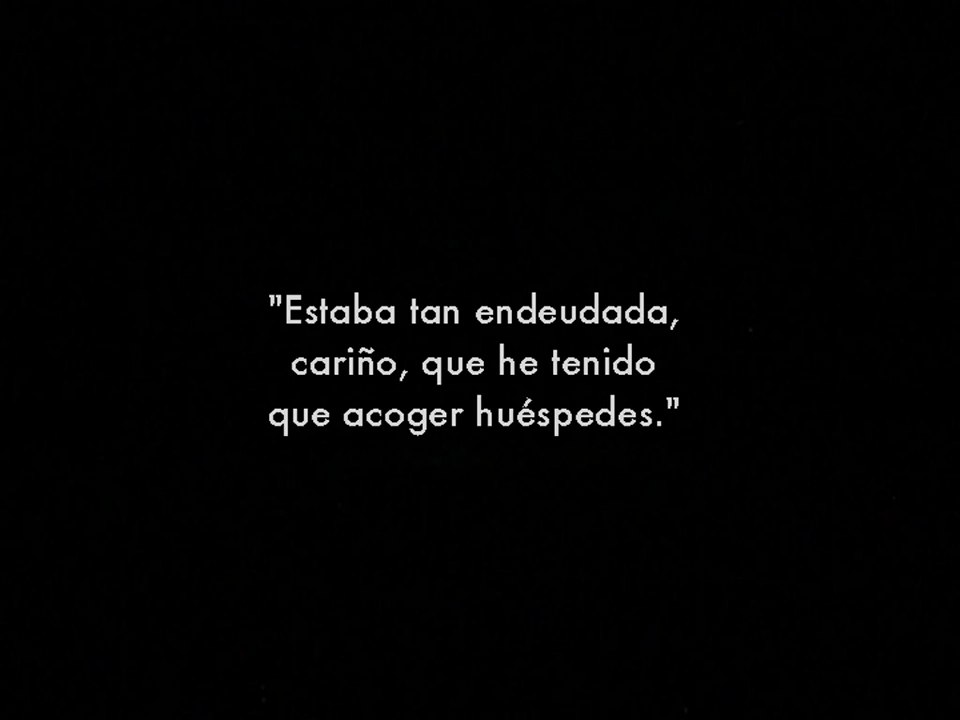 "Estaba tan endeudada,
cariño, que he tenido
que acoger huéspedes."